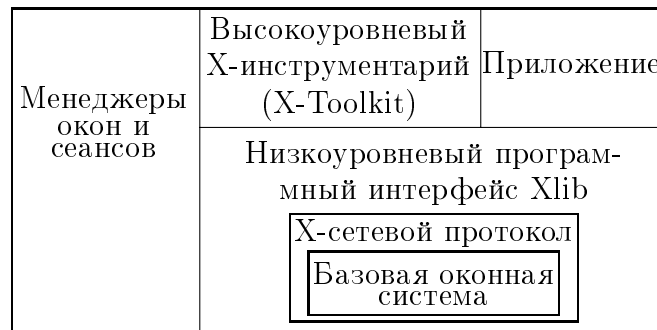 Менеджеры
окон и
сеансов
Высокоуровневый
X-инструментарий
(X-Toolkit)
Приложение
Низкоуровневый програм-
мный интерфейс Xlib
X-сетевой протокол
Базовая оконная
система